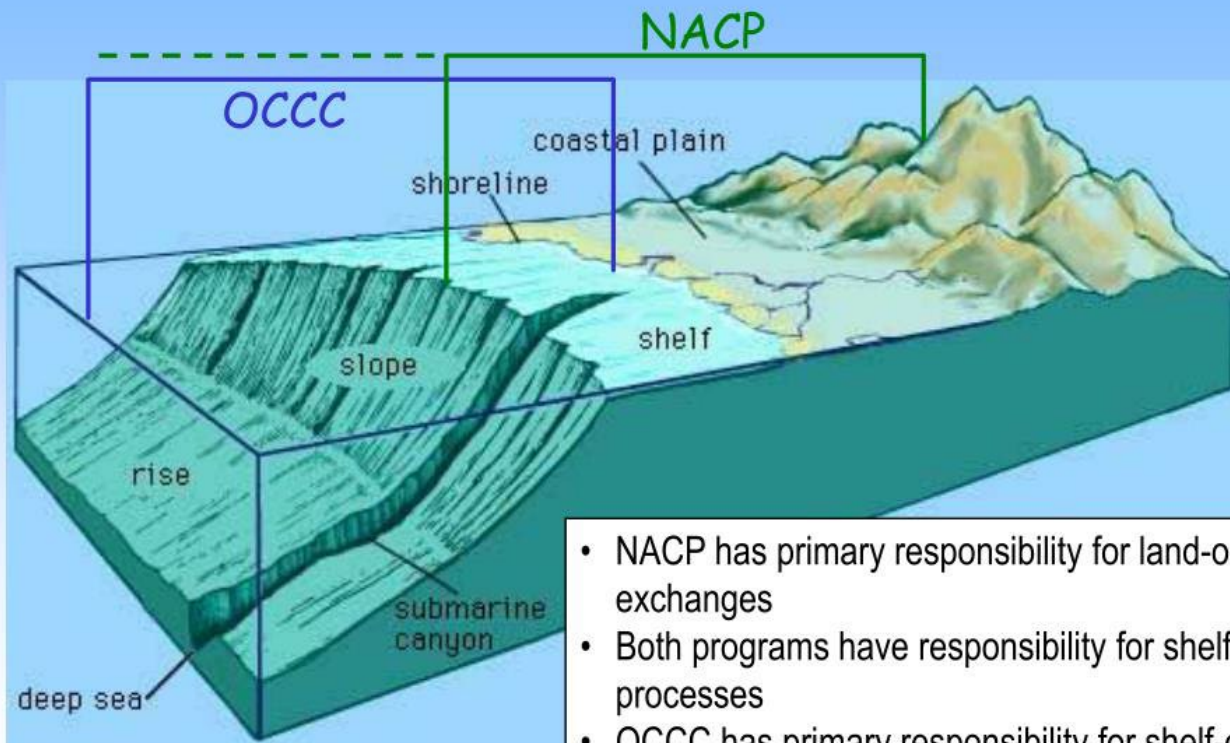 NACP
OCCC
coastal plain
shoreline
shelf
slope
rise
submarine
canyon
deep sea
• NACP has primary responsibility for
exchanges
• Both programs have responsibility for shelf
processes
• OCCC has primary responsibility for shelf